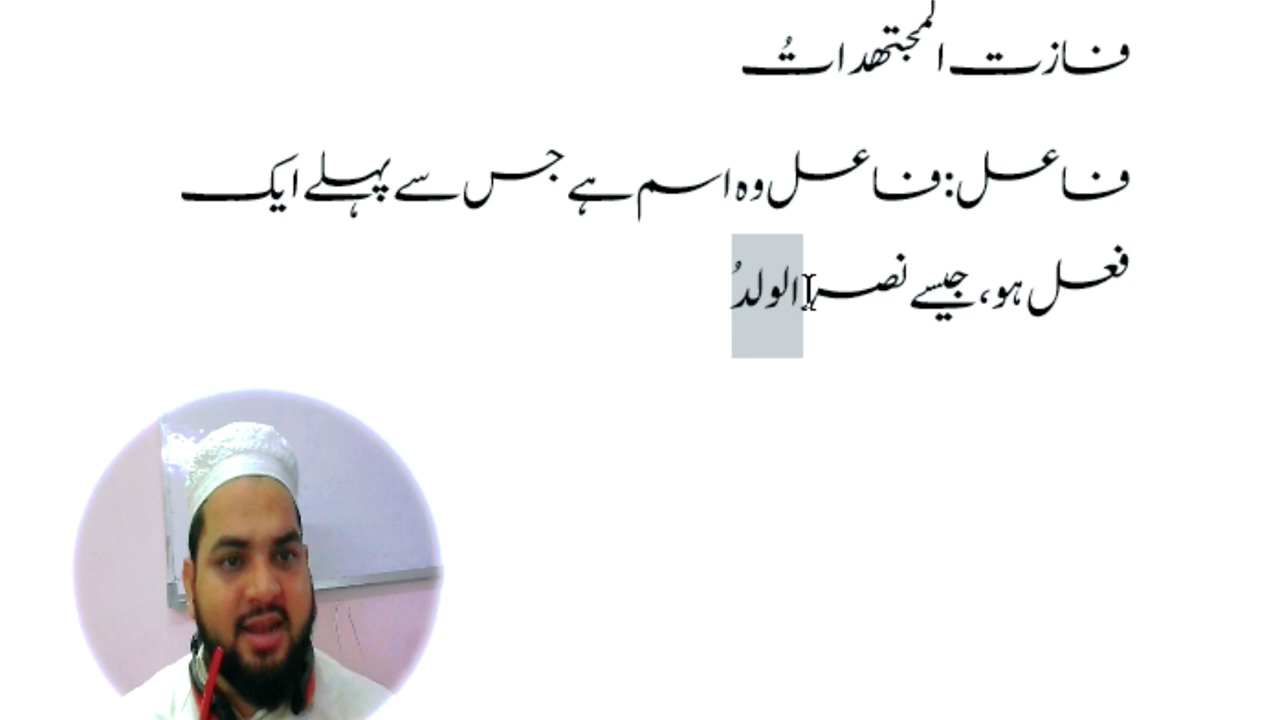 فازت المجتهداتُ
فاعل: فاعل وہ اسم ہے جس سے پہلے ایک
فعل ہو، جیسے نصر الولدُ